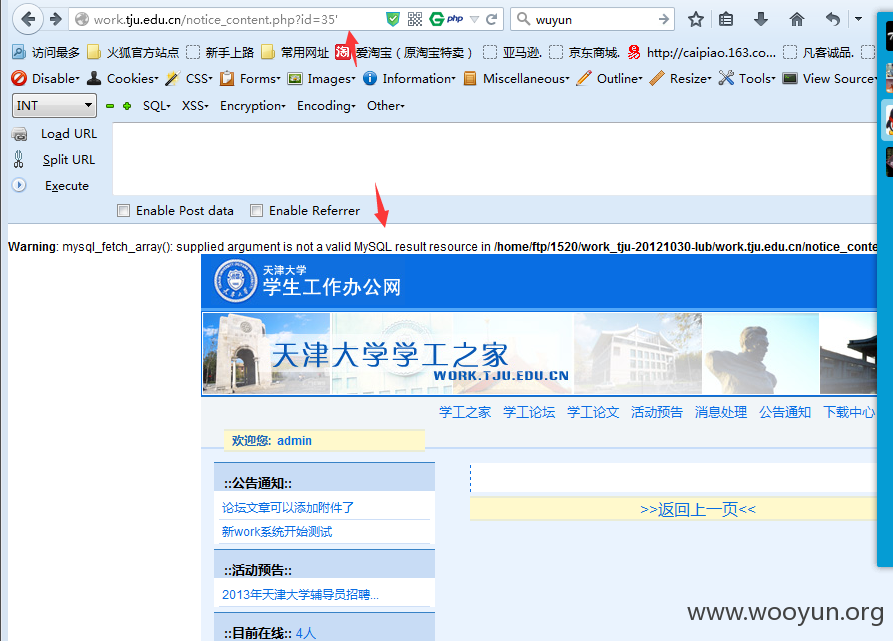 work.tju.edu.cn/notice_content.php?id=35'
php
wuyun
访问最多 火狐官方站点 新手上路 常用网址 淘 爱淘宝（原淘宝特卖） 亚马逊. 京东商城. http://caipiao.163.co... 凡客诚品.
Disable Cookies CSS Forms Images Information Miscellaneous Outline Resize Tools View Source
INT SQL XSS Encryption Encoding Other
Load URL
Split URL
Execute
Enable Post data Enable Referrer
Warning: mysql_fetch_array(): supplied argument is not a valid MySQL result resource in /home/ftp/1520/work_tju-20121030-lub/work.tju.edu.cn/notice_conte
天津大学
学生工作办公网
天津大学学工之家
WORK.TJU.EDU.CN
学工之家 学工论坛 学工论文 活动预告 消息处理 公告通知 下载中心
欢迎您: admin
::公告通知::
论坛文章可以添加附件了
新work系统开始测试
>>返回上一页<<
::活动预告::
2013年天津大学辅导员招聘...
::目前在线:: 4人
www.wooyun.org